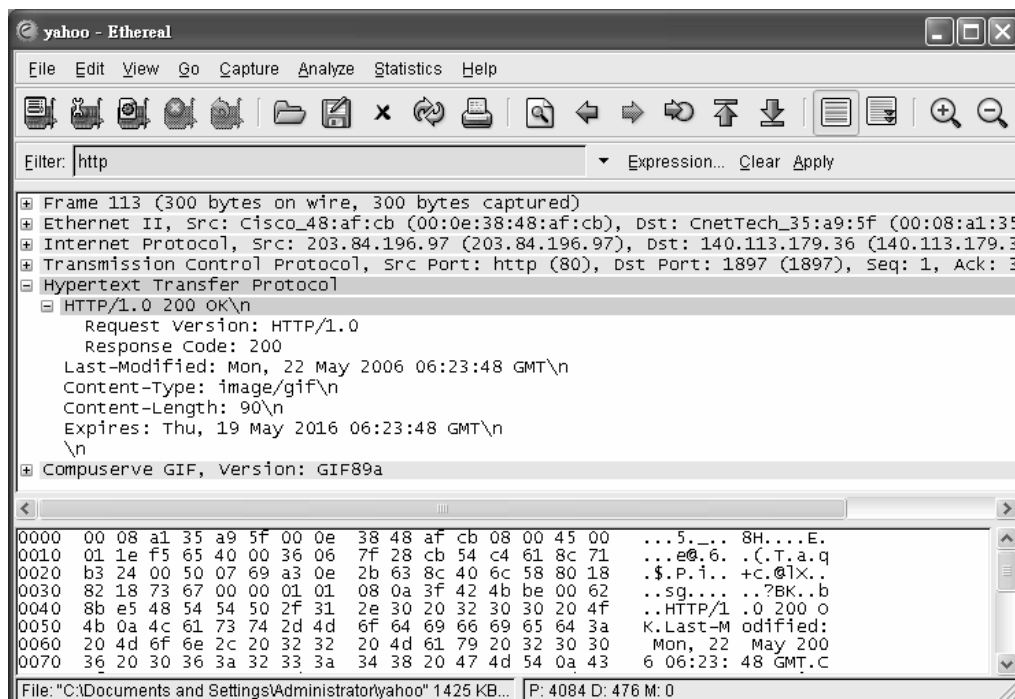 yahoo - Ethereal
File Edit View Go Capture Analyze Statistics Help
Filter: http Expression... Clear Apply
Frame 113 (300 bytes on wire, 300 bytes captured)
Ethernet II, Src: Cisco_48:af:cb (00:0e:38:48:af:cb), Dst: CnetTech_35:a9:5f (00:08:a1:35
Internet Protocol, Src: 203.84.196.97 (203.84.196.97), Dst: 140.113.179.36 (140.113.179.3
Transmission Control Protocol, Src Port: http (80), Dst Port: 1897 (1897), Seq: 1, Ack: 3
Hypertext Transfer Protocol
HTTP/1.0 200 OK\n
Request Version: HTTP/1.0
Response Code: 200
Last-Modified: Mon, 22 May 2006 06:23:48 GMT\n
Content-Type: image/gif\n
Content-Length: 90\n
Expires: Thu, 19 May 2016 06:23:48 GMT\n
\n
Compuserve GIF, Version: GIF89a
0000 00 08 a1 35 a9 5f 00 0e 38 48 af cb 08 00 45 00 ...5._.. 8H....E.
0010 01 1e f5 65 40 00 36 06 7f 28 cb 54 c4 61 8c 71 ...e@.6. .(.T.a.q
0020 b3 24 00 50 07 69 a3 0e 2b 63 8c 40 6c 58 80 18 .$.P.i.. +c.@lX..
0030 82 18 73 67 00 00 01 01 08 0a 3f 42 4b be 00 62 ..sg.... ..?BK..b
0040 8b e5 48 54 54 50 2f 31 2e 30 20 32 30 30 20 4f ..HTTP/1 .0 200 O
0050 4b 0a 4c 61 73 74 2d 4d 6f 64 69 66 69 65 64 3a K.Last-M odified:
0060 20 4d 6f 6e 2c 20 32 32 20 4d 61 79 20 32 30 30 Mon, 22 May 200
0070 36 20 30 36 3a 32 33 3a 34 38 20 47 4d 54 0a 43 6 06:23: 48 GMT.C
File: "C:\Documents and Settings\Administrator\yahoo" 1425 KB... P: 4084 D: 476 M: 0